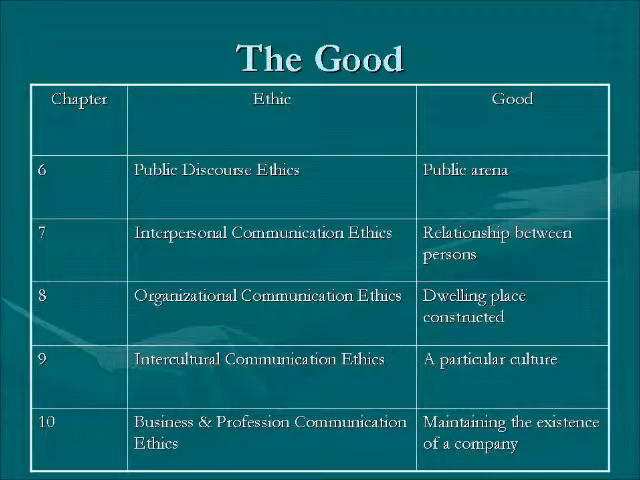 The Good
Chapter Ethic Good
6 Public Discourse Ethics Public arena
7 Interpersonal Communication Ethics Relationship between
persons
8 Organizational Communication Ethics Dwelling place
constructed
9 Intercultural Communication Ethics A particular culture
10 Business & Profession Communication Maintaining the existence
Ethics of a company